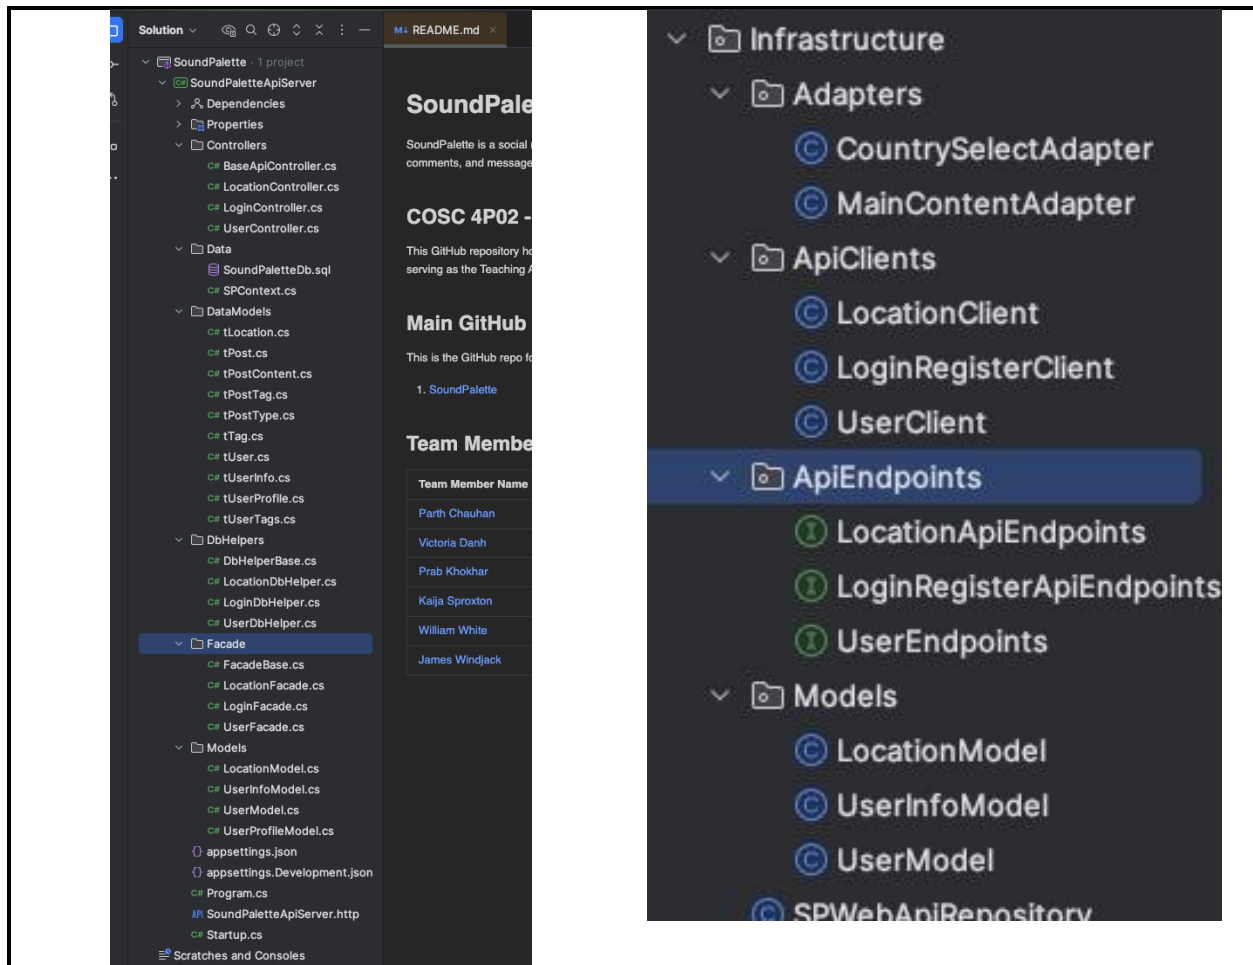 Solution
SoundPalette · 1 project
SoundPaletteApiServer
Dependencies
Properties
Controllers
C# BaseApiController.cs
C# LocationController.cs
C# LoginController.cs
C# UserController.cs
Data
SoundPaletteDb.sql
C# SPContext.cs
DataModels
C# tLocation.cs
C# tPost.cs
C# tPostContent.cs
C# tPostTag.cs
C# tPostType.cs
C# tTag.cs
C# tUser.cs
C# tUserInfo.cs
C# tUserProfile.cs
C# tUserTags.cs
DbHelpers
C# DbHelperBase.cs
C# LocationDbHelper.cs
C# LoginDbHelper.cs
C# UserDbHelper.cs
Facade
C# FacadeBase.cs
C# LocationFacade.cs
C# LoginFacade.cs
C# UserFacade.cs
Models
C# LocationModel.cs
C# UserInfoModel.cs
C# UserModel.cs
C# UserProfileModel.cs
{} appsettings.json
{} appsettings.Development.json
C# Program.cs
API SoundPaletteApiServer.http
C# Startup.cs
Scratches and Consoles
M↓ README.md
SoundPale
SoundPalette is a social
comments, and message
COSC 4P02 -
This GitHub repository ho
serving as the Teaching A
Main GitHub
This is the GitHub repo fo
1. SoundPalette
Team Membe
Team Member Name
Parth Chauhan
Victoria Danh
Prab Khokhar
Kaija Sproxton
William White
James Windjack
Infrastructure
Adapters
C CountrySelectAdapter
C MainContentAdapter
ApiClients
C LocationClient
C LoginRegisterClient
C UserClient
ApiEndpoints
I LocationApiEndpoints
I LoginRegisterApiEndpoints
I UserEndpoints
Models
C LocationModel
C UserInfoModel
C UserModel
C SPWebApiRepository